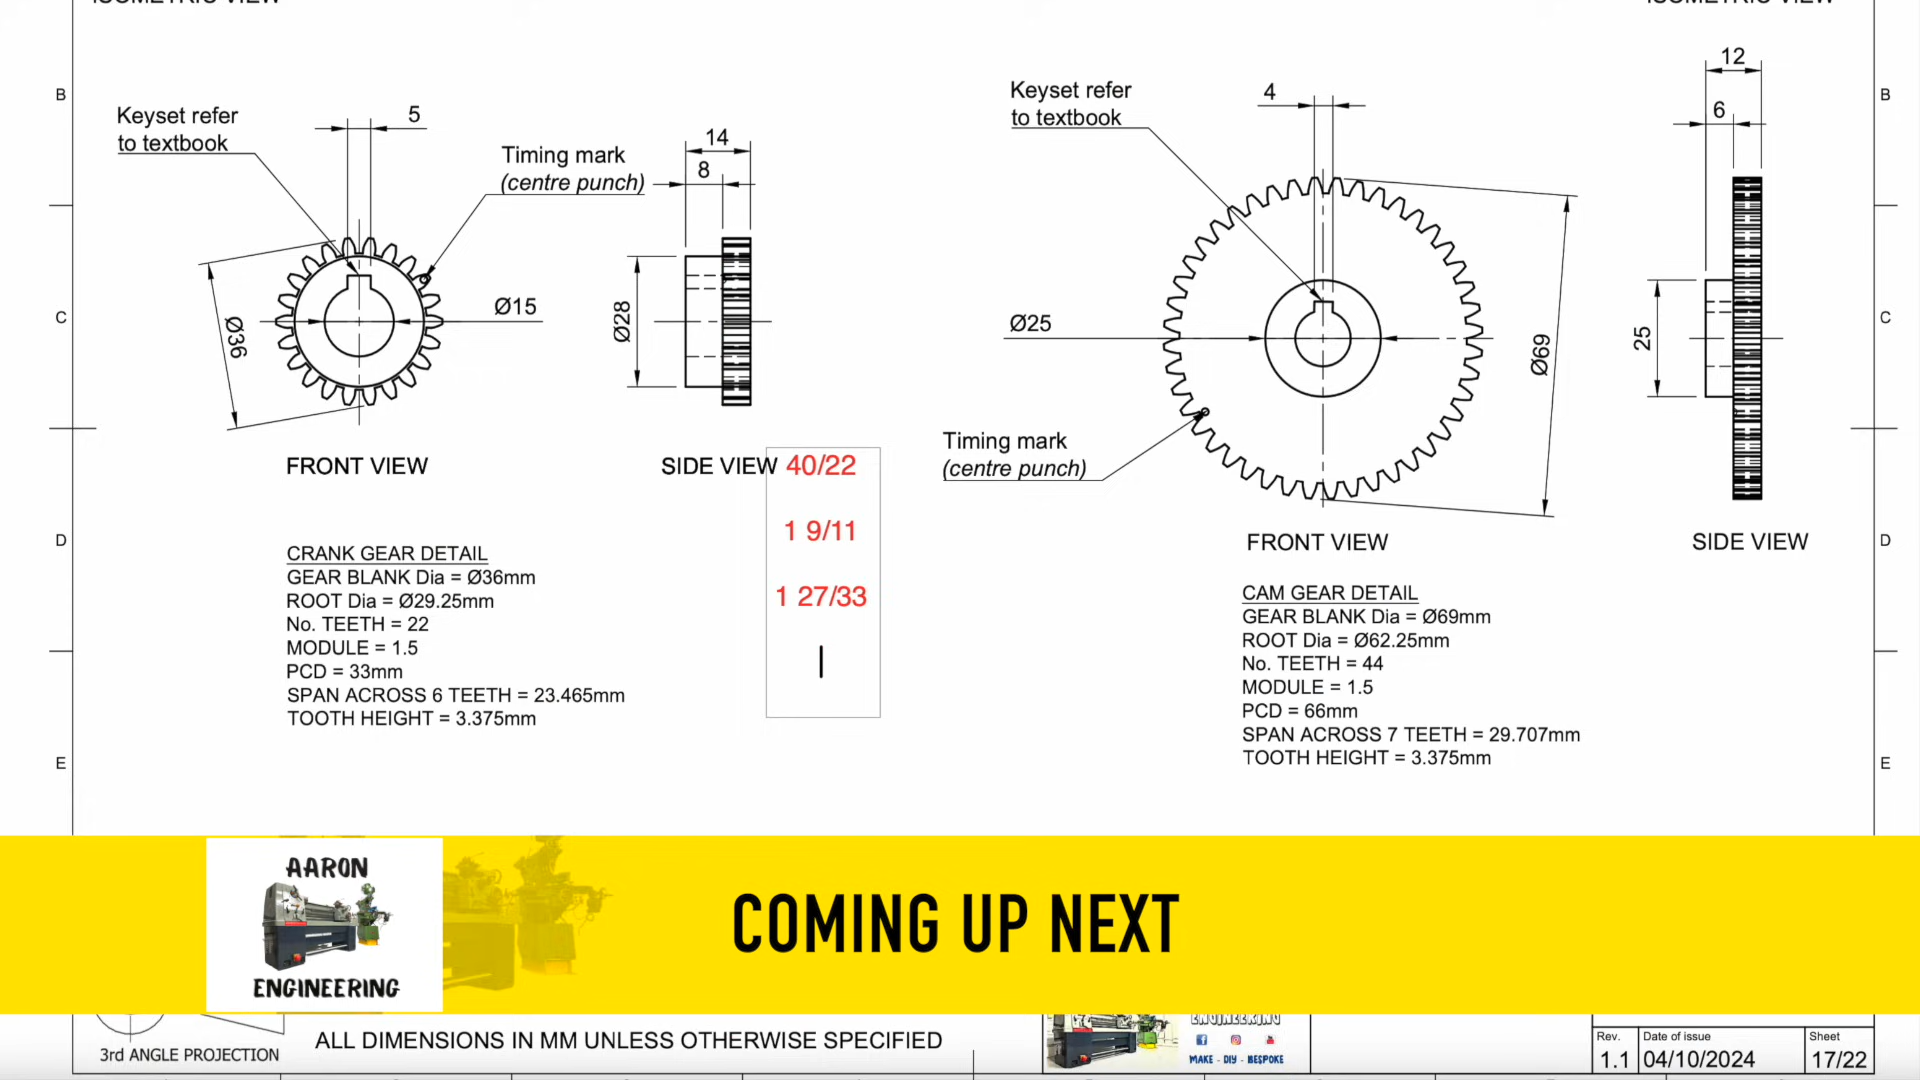 ISOMETRIC VIEW
ISOMETRIC VIEW
B
B
Keyset refer
to textbook
5
Timing mark
(centre punch)
14
8
Ø36
Ø15
Ø28
FRONT VIEW
SIDE VIEW
Keyset refer
to textbook
4
12
6
Ø25
Ø69
25
Timing mark
(centre punch)
FRONT VIEW
SIDE VIEW
C
C
D
D
E
E
40/22
1 9/11
1 27/33
CRANK GEAR DETAIL
GEAR BLANK Dia = Ø36mm
ROOT Dia = Ø29.25mm
No. TEETH = 22
MODULE = 1.5
PCD = 33mm
SPAN ACROSS 6 TEETH = 23.465mm
TOOTH HEIGHT = 3.375mm
CAM GEAR DETAIL
GEAR BLANK Dia = Ø69mm
ROOT Dia = Ø62.25mm
No. TEETH = 44
MODULE = 1.5
PCD = 66mm
SPAN ACROSS 7 TEETH = 29.707mm
TOOTH HEIGHT = 3.375mm
AARON
ENGINEERING
COMING UP NEXT
3rd ANGLE PROJECTION
ALL DIMENSIONS IN MM UNLESS OTHERWISE SPECIFIED
ENGINEERING
MAKE - DIY - BESPOKE
Rev.
1.1
Date of issue
04/10/2024
Sheet
17/22